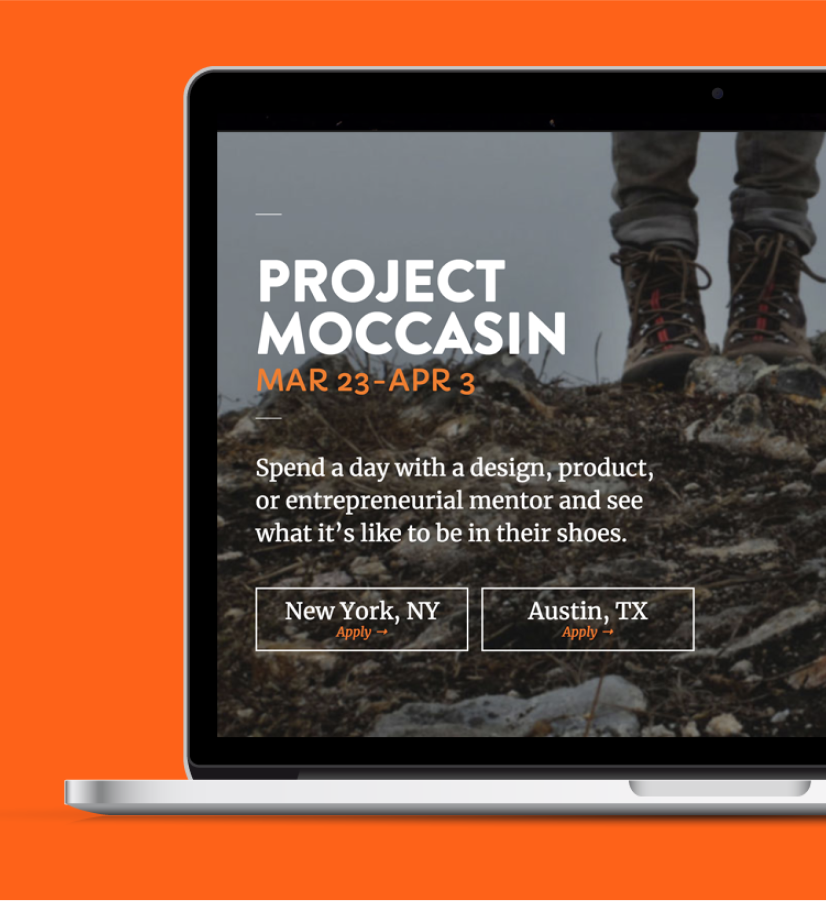 PROJECT
MOCCASIN
MAR 23-APR 3
Spend a day with a design, product,
or entrepreneurial mentor and see
what it’s like to be in their shoes.
New York, NY
Apply →
Austin, TX
Apply →